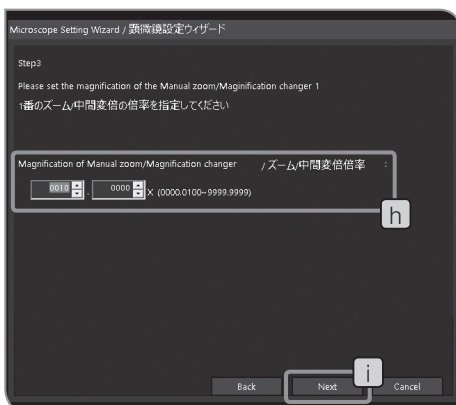 Microscope Setting Wizard / 顕微鏡設定ウィザード
Step3
Please set the magnification of the Manual zoom/Maginification changer 1
1番のズーム/中間変倍の倍率を指定してください
Magnification of Manual zoom/Magnification changer / ズーム/中間変倍倍率 :
0010 . 0000 X (0000.0100~9999.9999)
h
i
Back Next Cancel